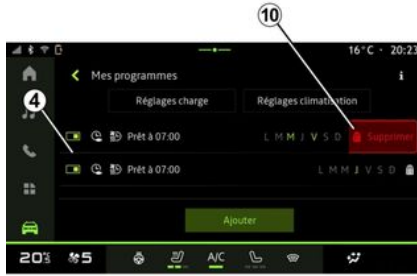 10
16°C · 20:23
Mes programmes
i
4
Réglages charge
Réglages climatisation
Prêt à 07:00
L M M J V S D
Supprimer
Prêt à 07:00
L M M J V S D
Ajouter
20°
5
A/C